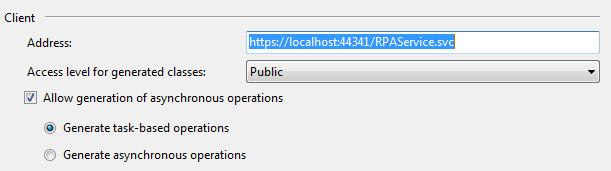 Client
Address: https://localhost:44341/RPAService.svc
Access level for generated classes: Public
Allow generation of asynchronous operations
Generate task-based operations
Generate asynchronous operations